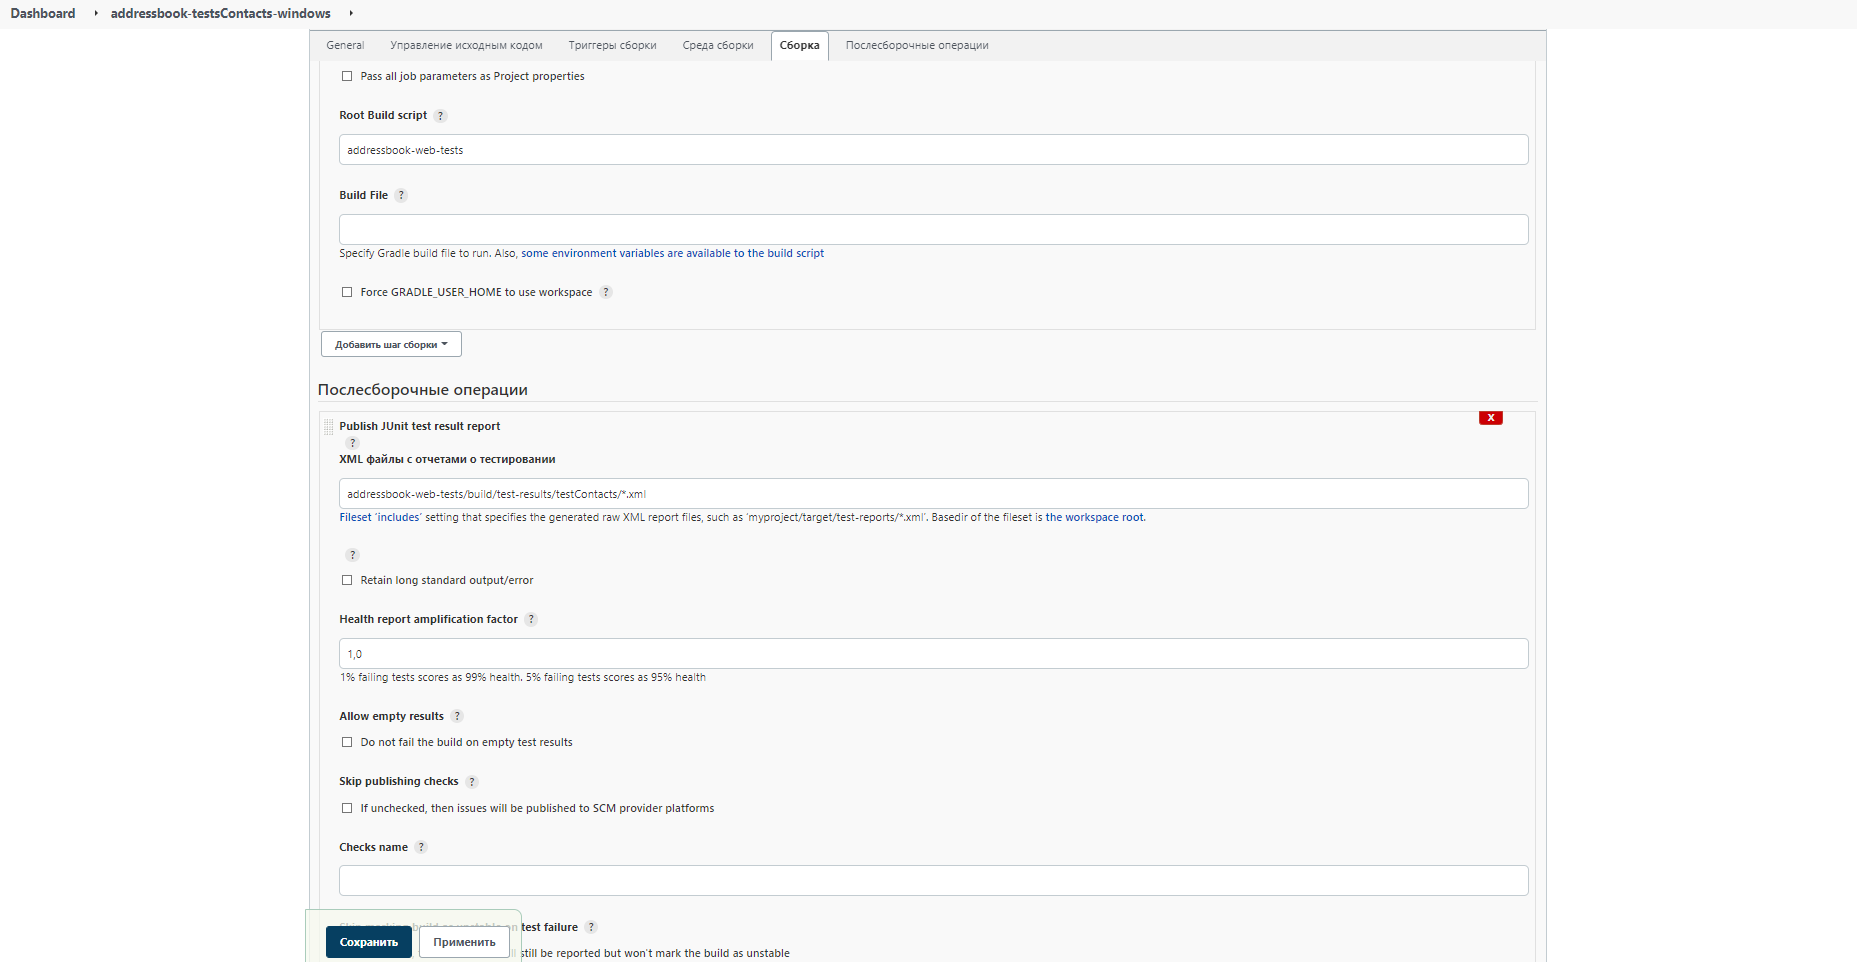 Dashboard
addressbook-testsContacts-windows
General
Управление исходным кодом
Триггеры сборки
Среда сборки
Сборка
Послесборочные операции
Pass all job parameters as Project properties
Root Build script ?
addressbook-web-tests
Build File ?
Specify Gradle build file to run. Also, some environment variables are available to the build script
Force GRADLE_USER_HOME to use workspace ?
Добавить шаг сборки
Послесборочные операции
X
Publish JUnit test result report
?
XML файлы с отчетами о тестировании
addressbook-web-tests/build/test-results/testContacts/*.xml
Fileset 'includes' setting that specifies the generated raw XML report files, such as 'myproject/target/test-reports/*.xml'. Basedir of the fileset is the workspace root.
?
Retain long standard output/error
Health report amplification factor ?
1,0
1% failing tests scores as 99% health. 5% failing tests scores as 95% health
Allow empty results ?
Do not fail the build on empty test results
Skip publishing checks ?
If unchecked, then issues will be published to SCM provider platforms
Checks name ?
test failure ?
Сохранить
Применить
still be reported but won't mark the build as unstable